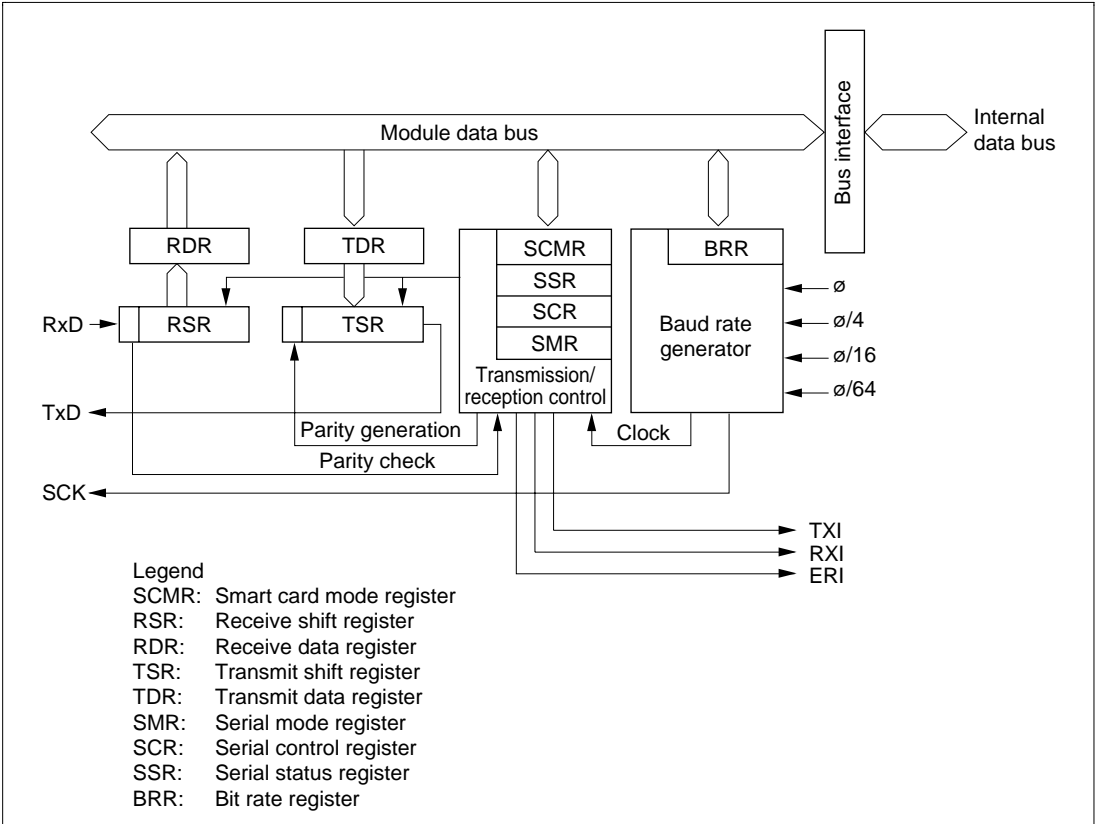 Module data bus
Bus interface
Internal
data bus
RDR
TDR
SCMR
SSR
SCR
SMR
Transmission/
reception control
BRR
Baud rate
generator
ø
ø/4
ø/16
ø/64
RxD
RSR
TSR
TxD
Parity generation
Parity check
Clock
SCK
TXI
RXI
ERI
Legend
SCMR: Smart card mode register
RSR: Receive shift register
RDR: Receive data register
TSR: Transmit shift register
TDR: Transmit data register
SMR: Serial mode register
SCR: Serial control register
SSR: Serial status register
BRR: Bit rate register